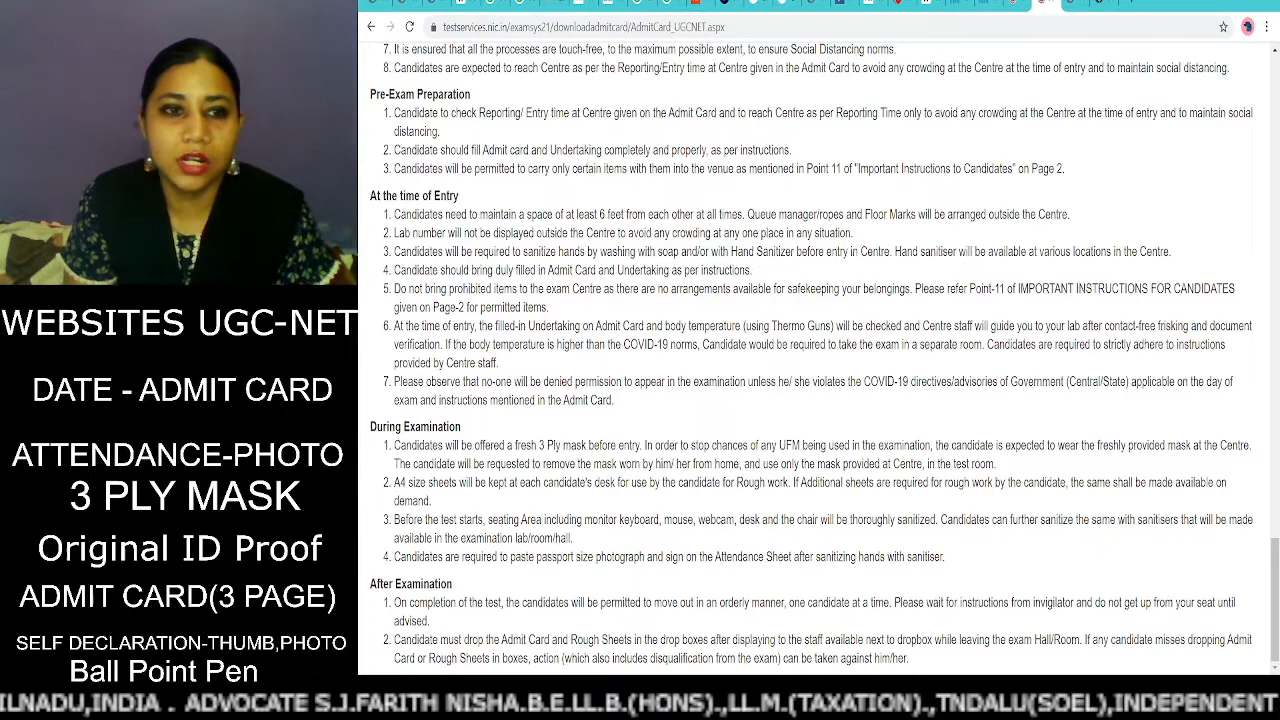 testservices.nic.in/examsys21/downloadadmitcard/AdmitCard_UGCNET.aspx
7. It is ensured that all the processes are touch-free, to the maximum possible extent, to ensure Social Distancing norms.
8. Candidates are expected to reach Centre as per the Reporting/Entry time at Centre given in the Admit Card to avoid any crowding at the Centre at the time of entry and to maintain social distancing.
Pre-Exam Preparation
1. Candidate to check Reporting/ Entry time at Centre given on the Admit Card and to reach Centre as per Reporting Time only to avoid any crowding at the Centre at the time of entry and to maintain social
distancing.
2. Candidate should fill Admit card and Undertaking completely and properly, as per instructions.
3. Candidates will be permitted to carry only certain items with them into the venue as mentioned in Point 11 of "Important Instructions to Candidates" on Page 2.
At the time of Entry
1. Candidates need to maintain a space of at least 6 feet from each other at all times. Queue manager/ropes and Floor Marks will be arranged outside the Centre.
2. Lab number will not be displayed outside the Centre to avoid any crowding at any one place in any situation.
3. Candidates will be required to sanitize hands by washing with soap and/or with Hand Sanitizer before entry in Centre. Hand sanitiser will be available at various locations in the Centre.
4. Candidate should bring duly filled in Admit Card and Undertaking as per instructions.
5. Do not bring prohibited items to the exam Centre as there are no arrangements available for safekeeping your belongings. Please refer Point-11 of IMPORTANT INSTRUCTIONS FOR CANDIDATES
given on Page-2 for permitted items.
6. At the time of entry, the filled-in Undertaking on Admit Card and body temperature (using Thermo Guns) will be checked and Centre staff will guide you to your lab after contact-free frisking and document
verification. If the body temperature is higher than the COVID-19 norms, Candidate would be required to take the exam in a separate room. Candidates are required to strictly adhere to instructions
provided by Centre staff.
7. Please observe that no-one will be denied permission to appear in the examination unless he/ she violates the COVID-19 directives/advisories of Government (Central/State) applicable on the day of
exam and instructions mentioned in the Admit Card.
During Examination
1. Candidates will be offered a fresh 3 Ply mask before entry. In order to stop chances of any UFM being used in the examination, the candidate is expected to wear the freshly provided mask at the Centre.
The candidate will be requested to remove the mask worn by him/ her from home, and use only the mask provided at Centre, in the test room.
2. A4 size sheets will be kept at each candidate's desk for use by the candidate for Rough work. If Additional sheets are required for rough work by the candidate, the same shall be made available on
demand.
3. Before the test starts, seating Area including monitor keyboard, mouse, webcam, desk and the chair will be thoroughly sanitized. Candidates can further sanitize the same with sanitisers that will be made
available in the examination lab/room/hall.
4. Candidates are required to paste passport size photograph and sign on the Attendance Sheet after sanitizing hands with sanitiser.
After Examination
1. On completion of the test, the candidates will be permitted to move out in an orderly manner, one candidate at a time. Please wait for instructions from invigilator and do not get up from your seat until
advised.
2. Candidate must drop the Admit Card and Rough Sheets in the drop boxes after displaying to the staff available next to dropbox while leaving the exam Hall/Room. If any candidate misses dropping Admit
Card or Rough Sheets in boxes, action (which also includes disqualification from the exam) can be taken against him/her.
WEBSITES UGC-NET
DATE - ADMIT CARD
ATTENDANCE-PHOTO
3 PLY MASK
Original ID Proof
ADMIT CARD(3 PAGE)
SELF DECLARATION-THUMB,PHOTO
Ball Point Pen
ILNADU,INDIA . ADVOCATE S.J.FARITH NISHA.B.E.LL.B.(HONS).,LL.M.(TAXATION).,TNDALU(SOEL),INDEPENDENT